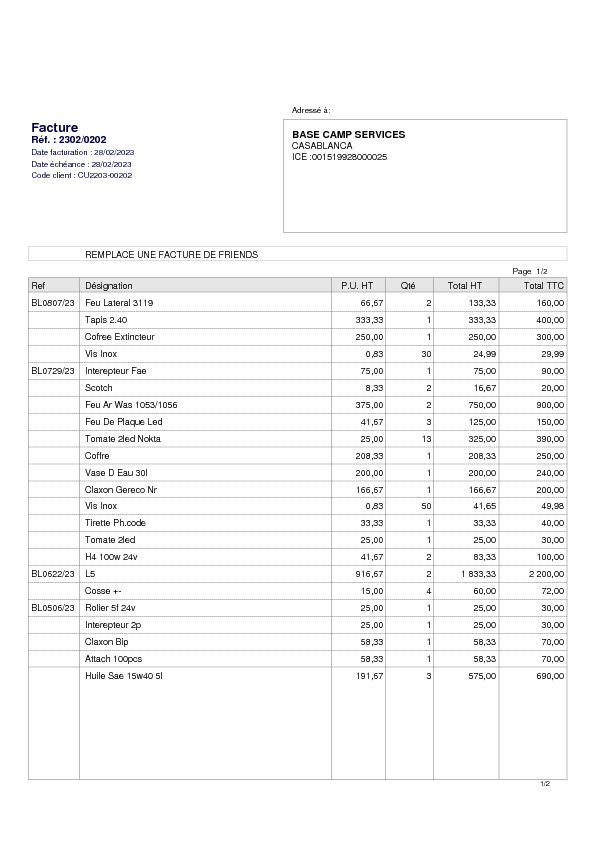 Adressé à:
Facture
Réf. : 2302/0202
Date facturation : 28/02/2023
Date échéance : 28/02/2023
Code client : CU2203-00202
BASE CAMP SERVICES
CASABLANCA
ICE :001519928000025
REMPLACE UNE FACTURE DE FRIENDS
Page 1/2
Ref Désignation P.U. HT Qté Total HT Total TTC
BL0807/23 Feu Lateral 3119 66,67 2 133,33 160,00
Tapis 2.40 333,33 1 333,33 400,00
Cofree Extincteur 250,00 1 250,00 300,00
Vis Inox 0,83 30 24,99 29,99
BL0729/23 Interepteur Fae 75,00 1 75,00 90,00
Scotch 8,33 2 16,67 20,00
Feu Ar Was 1053/1056 375,00 2 750,00 900,00
Feu De Plaque Led 41,67 3 125,00 150,00
Tomate 2led Nokta 25,00 13 325,00 390,00
Coffre 208,33 1 208,33 250,00
Vase D Eau 30l 200,00 1 200,00 240,00
Claxon Gereco Nr 166,67 1 166,67 200,00
Vis Inox 0,83 50 41,65 49,98
Tirette Ph.code 33,33 1 33,33 40,00
Tomate 2led 25,00 1 25,00 30,00
H4 100w 24v 41,67 2 83,33 100,00
BL0622/23 L5 916,67 2 1 833,33 2 200,00
Cosse +- 15,00 4 60,00 72,00
BL0506/23 Rolier 5f 24v 25,00 1 25,00 30,00
Interepteur 2p 25,00 1 25,00 30,00
Claxon Bip 58,33 1 58,33 70,00
Attach 100pcs 58,33 1 58,33 70,00
Huile Sae 15w40 5l 191,67 3 575,00 690,00
1/2